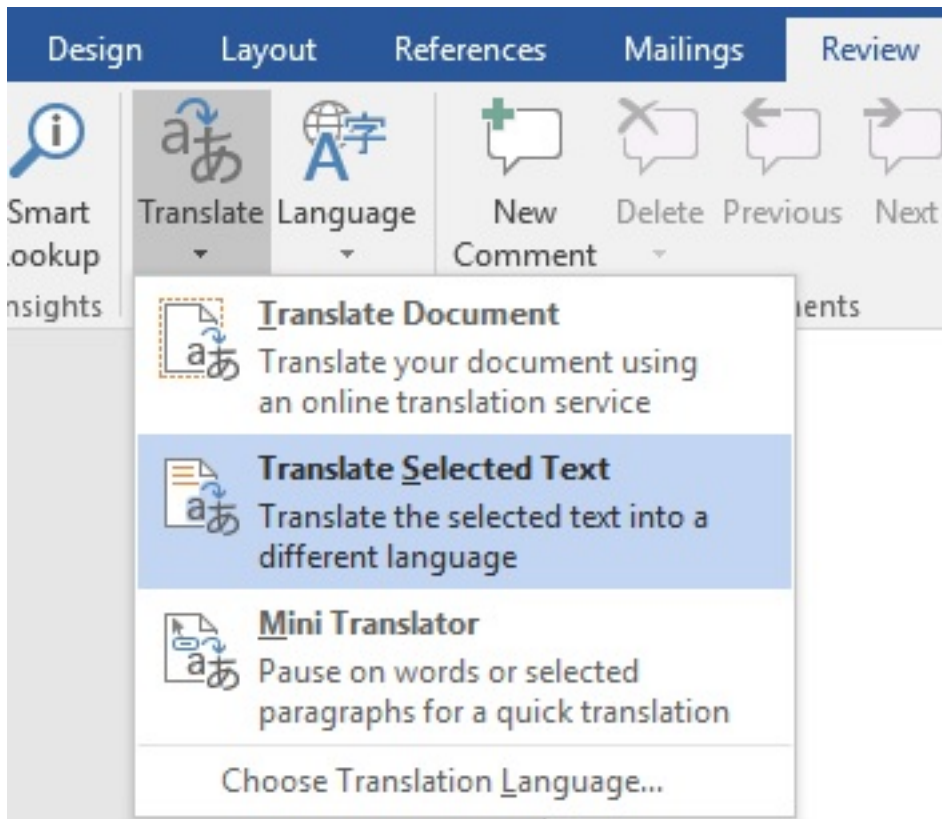 Design Layout References Mailings Review
Smart Translate Language New Delete Previous Next
ookup Comment
nsights ents
Translate Document
Translate your document using
an online translation service
Translate Selected Text
Translate the selected text into a
different language
Mini Translator
Pause on words or selected
paragraphs for a quick translation
Choose Translation Language...